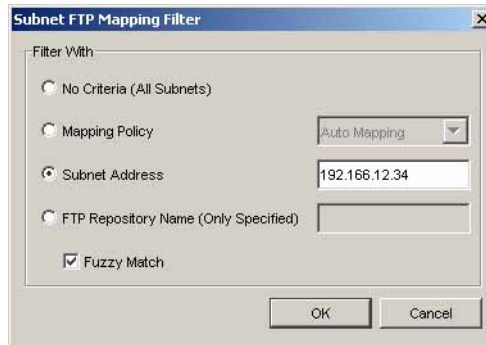 Subnet FTP Mapping Filter
Filter With
No Criteria (All Subnets)
Mapping Policy Auto Mapping
Subnet Address 192.166.12.34
FTP Repository Name (Only Specified)
Fuzzy Match
OK Cancel